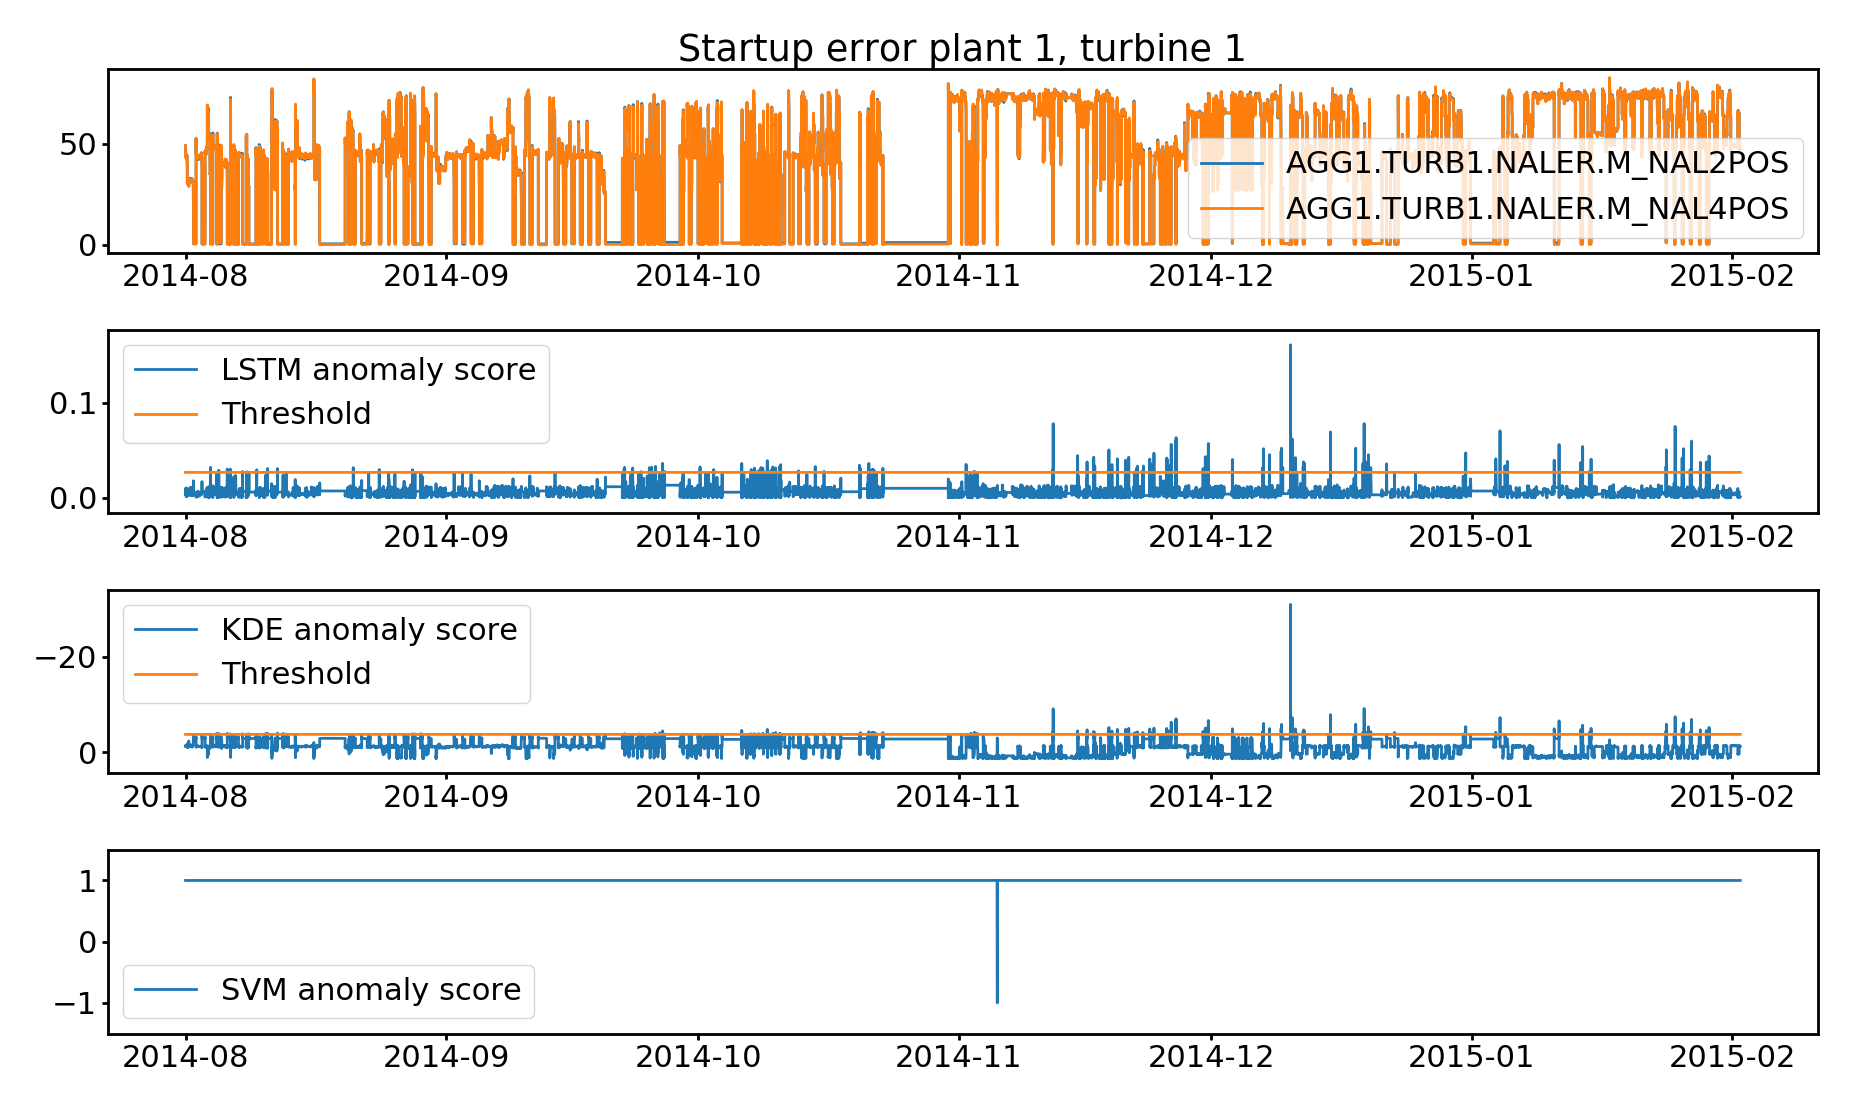 Startup error plant 1, turbine 1
50
0
AGG1.TURB1.NALER.M_NAL2POS
AGG1.TURB1.NALER.M_NAL4POS
2014-08 2014-09 2014-10 2014-11 2014-12 2015-01 2015-02
LSTM anomaly score
Threshold
0.1
0.0
2014-08 2014-09 2014-10 2014-11 2014-12 2015-01 2015-02
KDE anomaly score
Threshold
−20
0
2014-08 2014-09 2014-10 2014-11 2014-12 2015-01 2015-02
1
0
−1
SVM anomaly score
2014-08 2014-09 2014-10 2014-11 2014-12 2015-01 2015-02